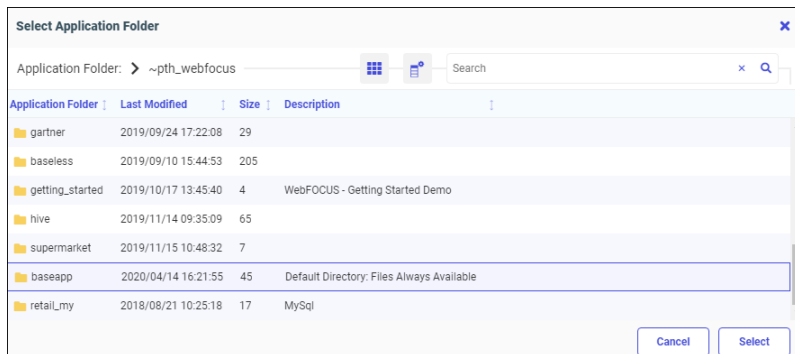 Select Application Folder
Application Folder: ~pth_webfocus Search
Application Folder Last Modified Size Description
gartner 2019/09/24 17:22:08 29
baseless 2019/09/10 15:44:53 205
getting_started 2019/10/17 13:45:40 4 WebFOCUS - Getting Started Demo
hive 2019/11/14 09:35:09 65
supermarket 2019/11/15 10:48:32 7
baseapp 2020/04/14 16:21:55 45 Default Directory: Files Always Available
retail_my 2018/08/21 10:25:18 17 MySql
Cancel Select